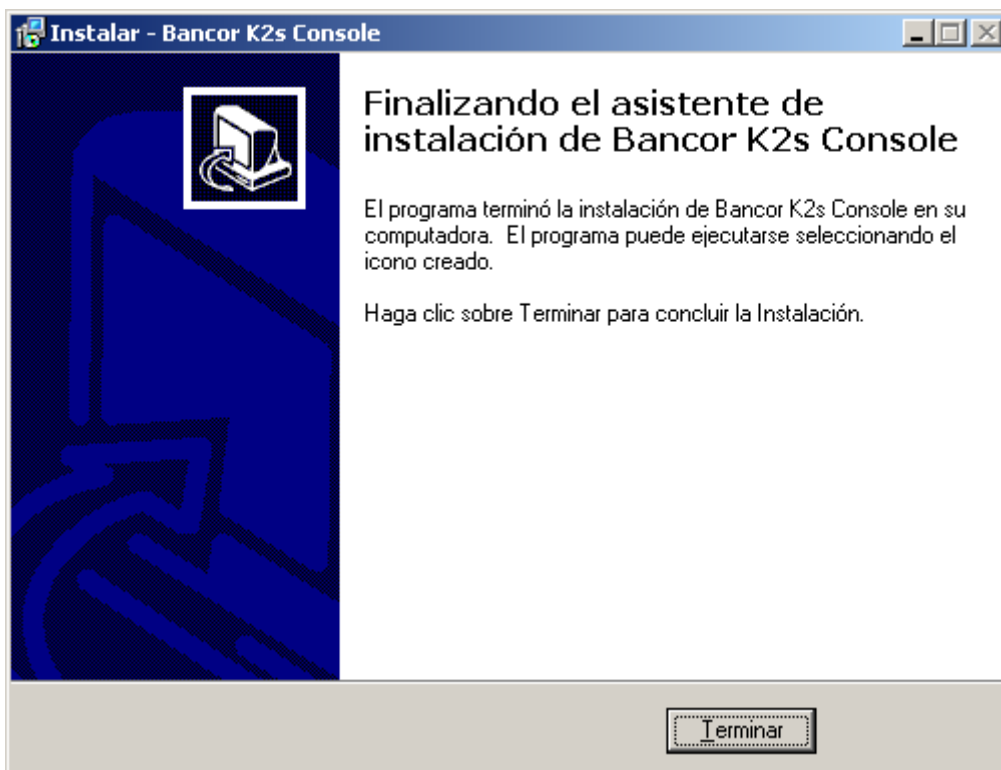 Instalar - Bancor K2s Console
Finalizando el asistente de
instalación de Bancor K2s Console
El programa terminó la instalación de Bancor K2s Console en su
computadora.  El programa puede ejecutarse seleccionando el
icono creado.
Haga clic sobre Terminar para concluir la Instalación.
Terminar